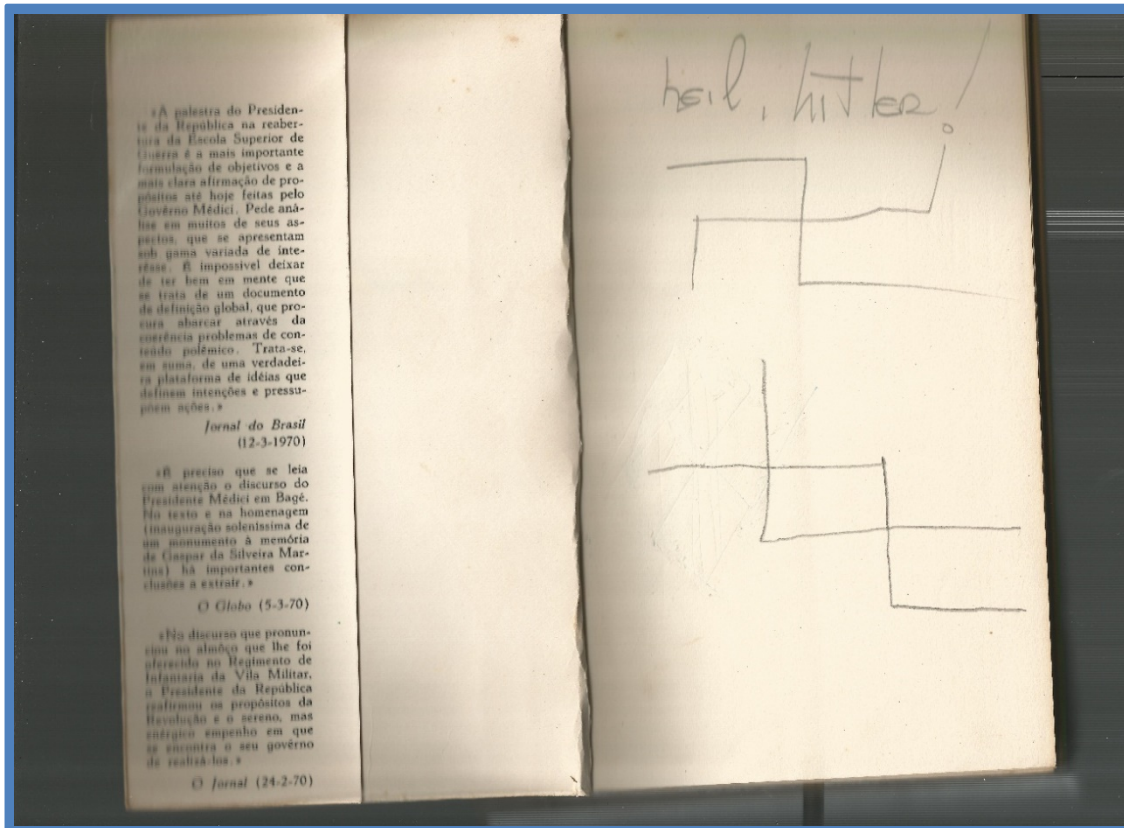 «A palestra do Presiden-
te da República na reaber-
tura da Escola Superior de
Guerra é a mais importante
formulação de objetivos e a
mais clara afirmação de pro-
pósitos até hoje feitas pelo
Govêrno Médici. Pede aná-
lise em muitos de seus as-
pectos, que se apresentam
sob gama variada de inte-
rêsse. É impossível deixar
de ter bem em mente que
se trata de um documento
de definição global, que pro-
cura abarcar através da
coerência problemas de con-
teúdo polêmico. Trata-se,
em suma, de uma verdadei-
ra plataforma de idéias que
definem intenções e pressu-
põem ações.»
Jornal do Brasil
(12-3-1970)
«É preciso que se leia
com atenção o discurso do
Presidente Médici em Bagé.
No texto e na homenagem
(inauguração soleníssima de
um monumento à memória
de Gaspar da Silveira Mar-
tins) há importantes con-
clusões a extrair.»
O Globo (5-3-70)
«No discurso que pronun-
ciou no almôço que lhe foi
oferecido no Regimento de
Infantaria da Vila Militar,
o Presidente da República
reafirmou os propósitos da
Revolução e o sereno, mas
enérgico empenho em que
se encontra o seu govêrno
de realizá-los.»
O Jornal (24-2-70)
heil, hitler!